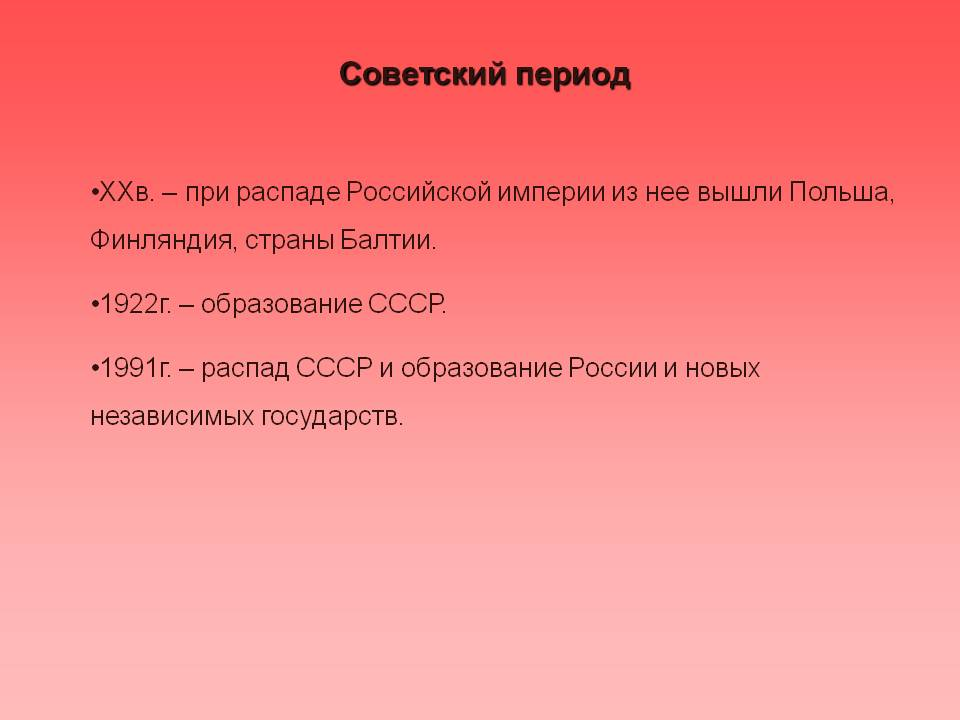 Советский период
•XXв. – при распаде Российской империи из нее вышли Польша,
Финляндия, страны Балтии.
•1922г. – образование СССР.
•1991г. – распад СССР и образование России и новых
независимых государств.